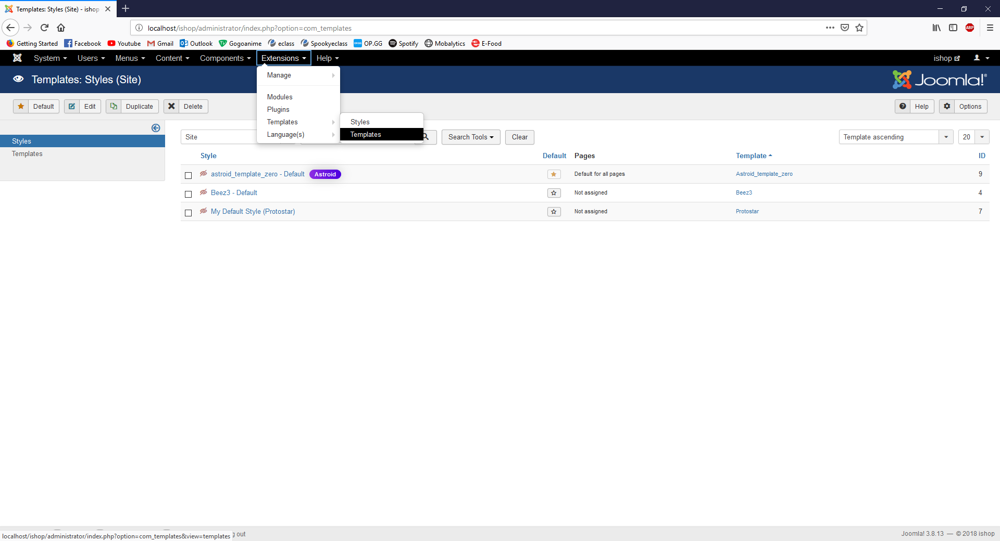 Templates: Styles (Site) - ishop
localhost/ishop/administrator/index.php?option=com_templates
ABP
Getting Started Facebook Youtube Gmail Outlook Gogoanime eclass Spookyeclass OP.GG Spotify Mobalytics E-Food
System Users Menus Content Components Extensions Help ishop
Templates: Styles (Site)
Joomla!®
Manage
Modules
Plugins
Templates
Language(s)
Styles
Templates
Default Edit Duplicate Delete Help Options
Styles
Templates
Site Search Tools Clear Template ascending 20
Style Default Pages Template ID
astroid_template_zero - Default Astroid Default for all pages Astroid_template_zero 9
Beez3 - Default Not assigned Beez3 4
My Default Style (Protostar) Not assigned Protostar 7
localhost/ishop/administrator/index.php?option=com_templates&view=templates
out
Joomla! 3.8.13 — © 2018 ishop